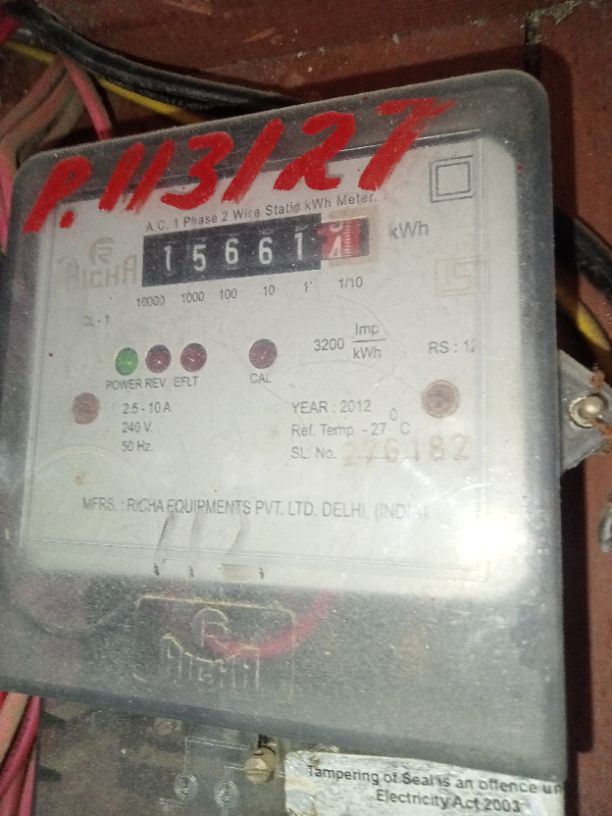 P.113127
A.C. 1 Phase 2 Wire Static kWh Meter.
RICHA
15661 4 kWh
10000 1000 100 10 1 1/10
CL - 1
3200 Imp/kWh
RS : 12
POWER REV EFLT CAL
2.5 - 10 A
240 V.
50 Hz.
YEAR : 2012
Ref. Temp. - 27 °C
SL. No.
MFRS. : RICHA EQUIPMENTS PVT. LTD. DELHI, (INDIA)
RICHA
Tampering of Seal is an offence
Electricity Act 2003